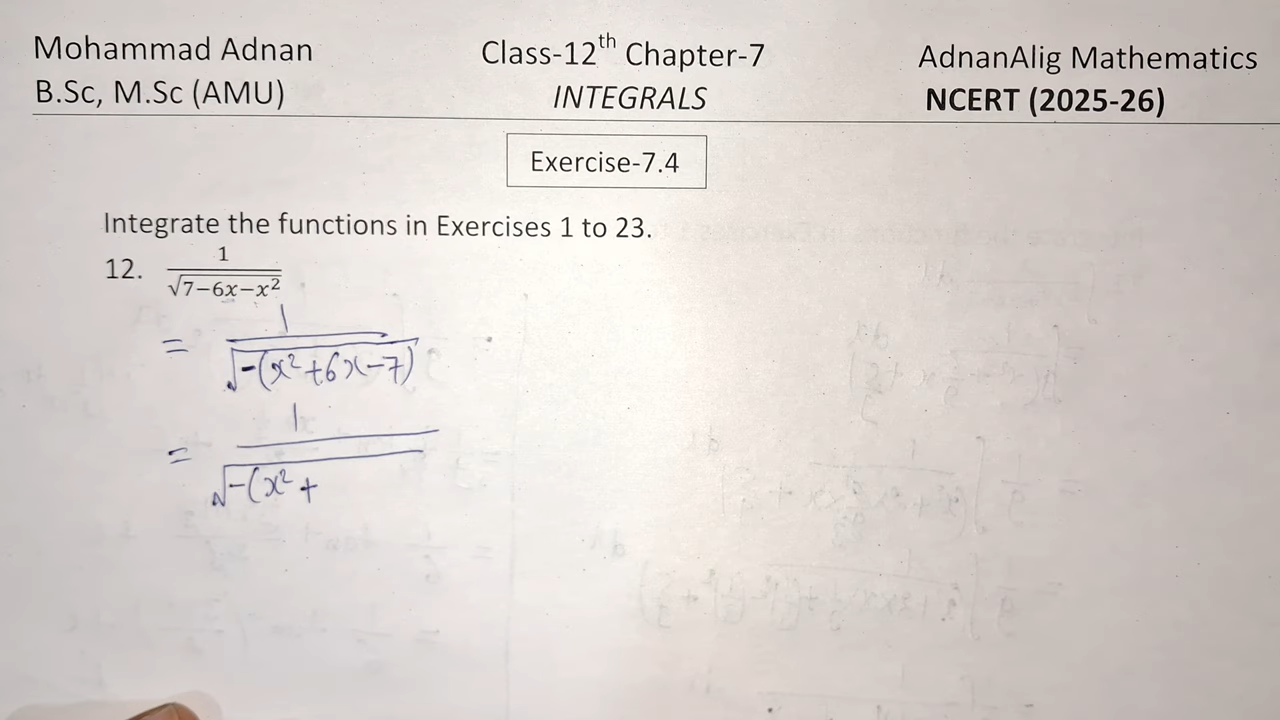 Mohammad Adnan
B.Sc, M.Sc (AMU)
Class-12th Chapter-7
INTEGRALS
AdnanAlig Mathematics
NCERT (2025-26)
Exercise-7.4
Integrate the functions in Exercises 1 to 23.
12. 1/√(7−6x−x²)
= 1/√(-(x²+6x-7))
= 1/√(-(x²+